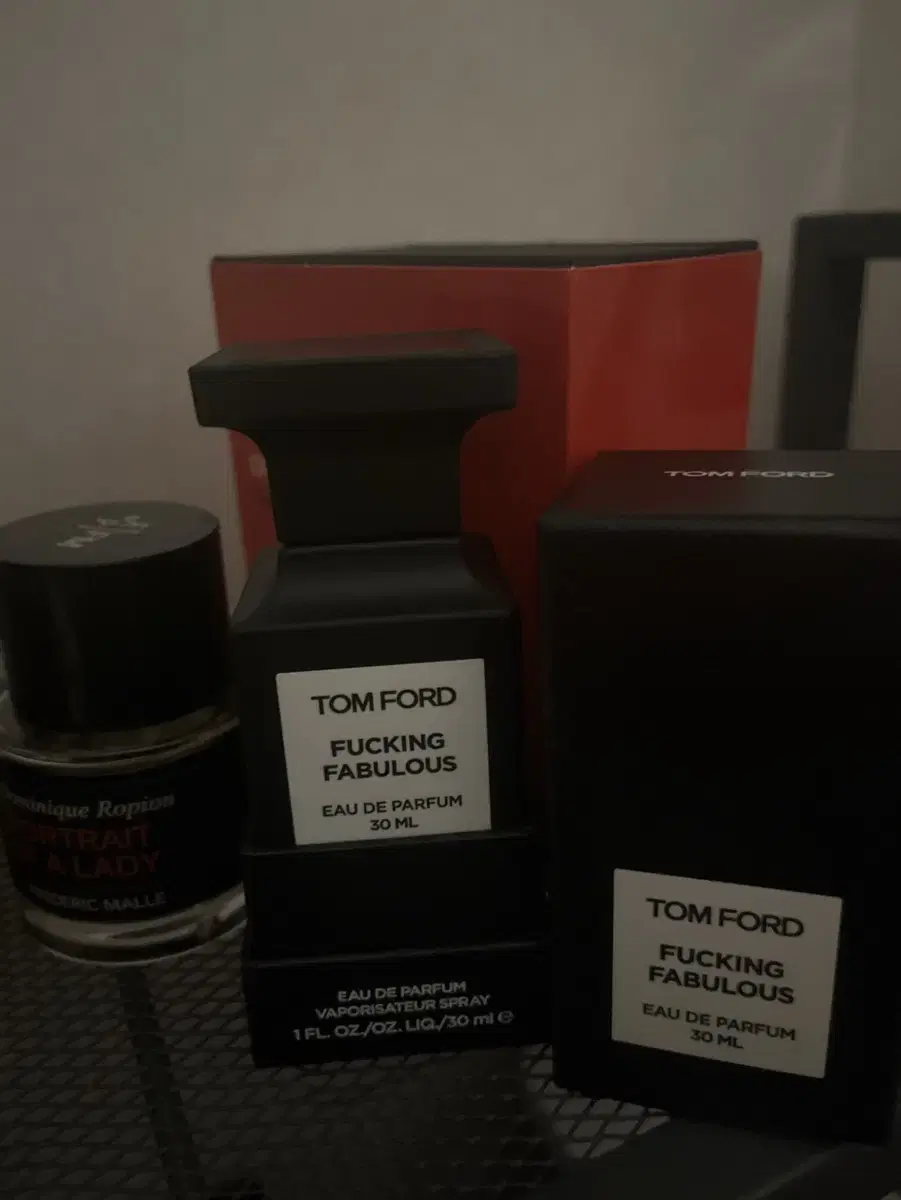 TOM FORD
TOM FORD
FUCKING
FABULOUS
EAU DE PARFUM
30 ML
Ropion
A LADY
MALLE
EAU DE PARFUM
VAPORISATEUR SPRAY
1 FL. OZ./OZ. LIQ./30 ml ℮
TOM FORD
FUCKING
FABULOUS
EAU DE PARFUM
30 ML